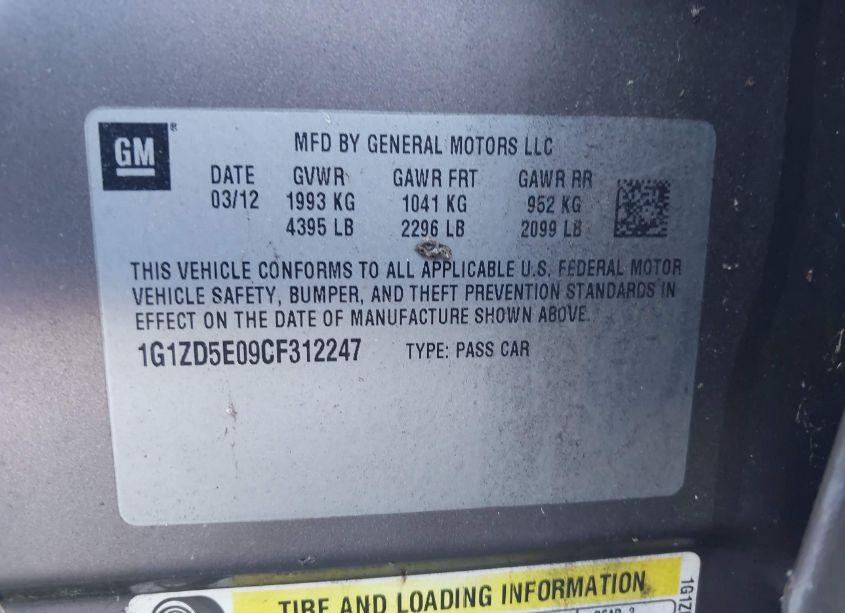 GM®
MFD BY GENERAL MOTORS LLC
DATE GVWR GAWR FRT GAWR RR
03/12 1993 KG 1041 KG 952 KG
4395 LB 2296 LB 2099 LB
THIS VEHICLE CONFORMS TO ALL APPLICABLE U.S. FEDERAL MOTOR
VEHICLE SAFETY, BUMPER, AND THEFT PREVENTION STANDARDS IN
EFFECT ON THE DATE OF MANUFACTURE SHOWN ABOVE.
1G1ZD5E09CF312247 TYPE: PASS CAR
TIRE AND LOADING INFORMATION
1G1Z